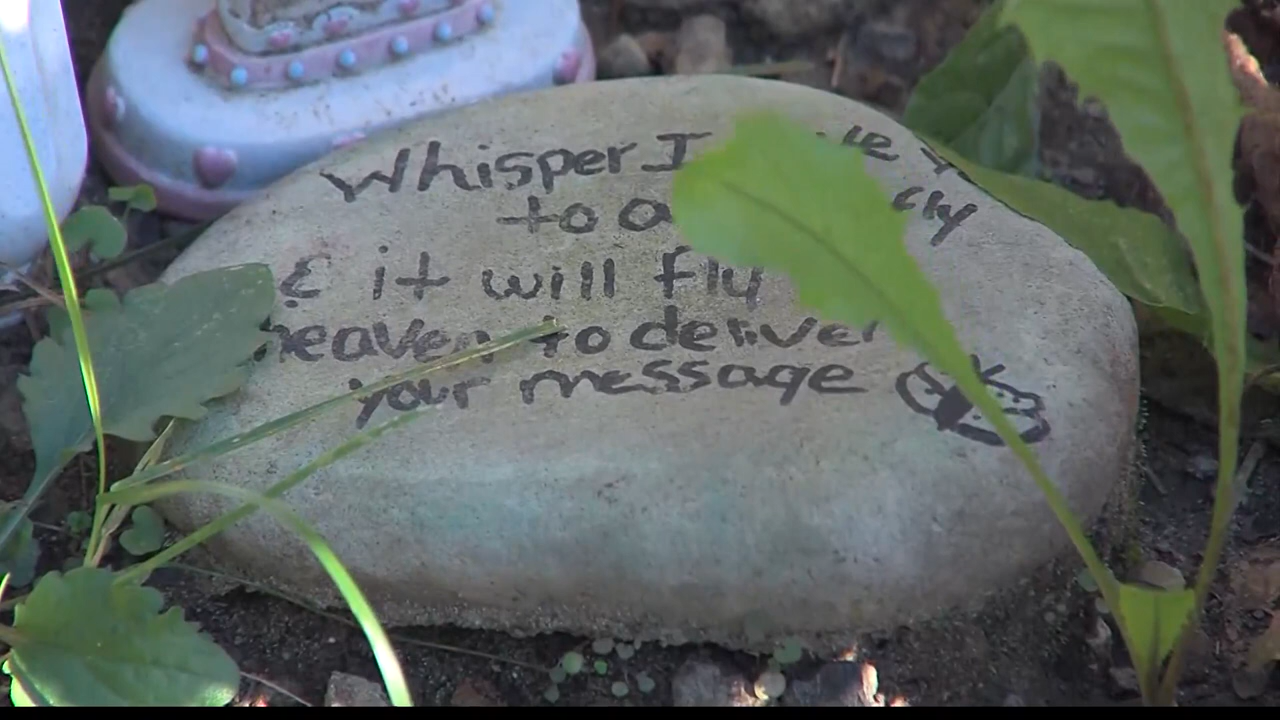 Whisper I
to
& it will fly
heaven to deliver
your message